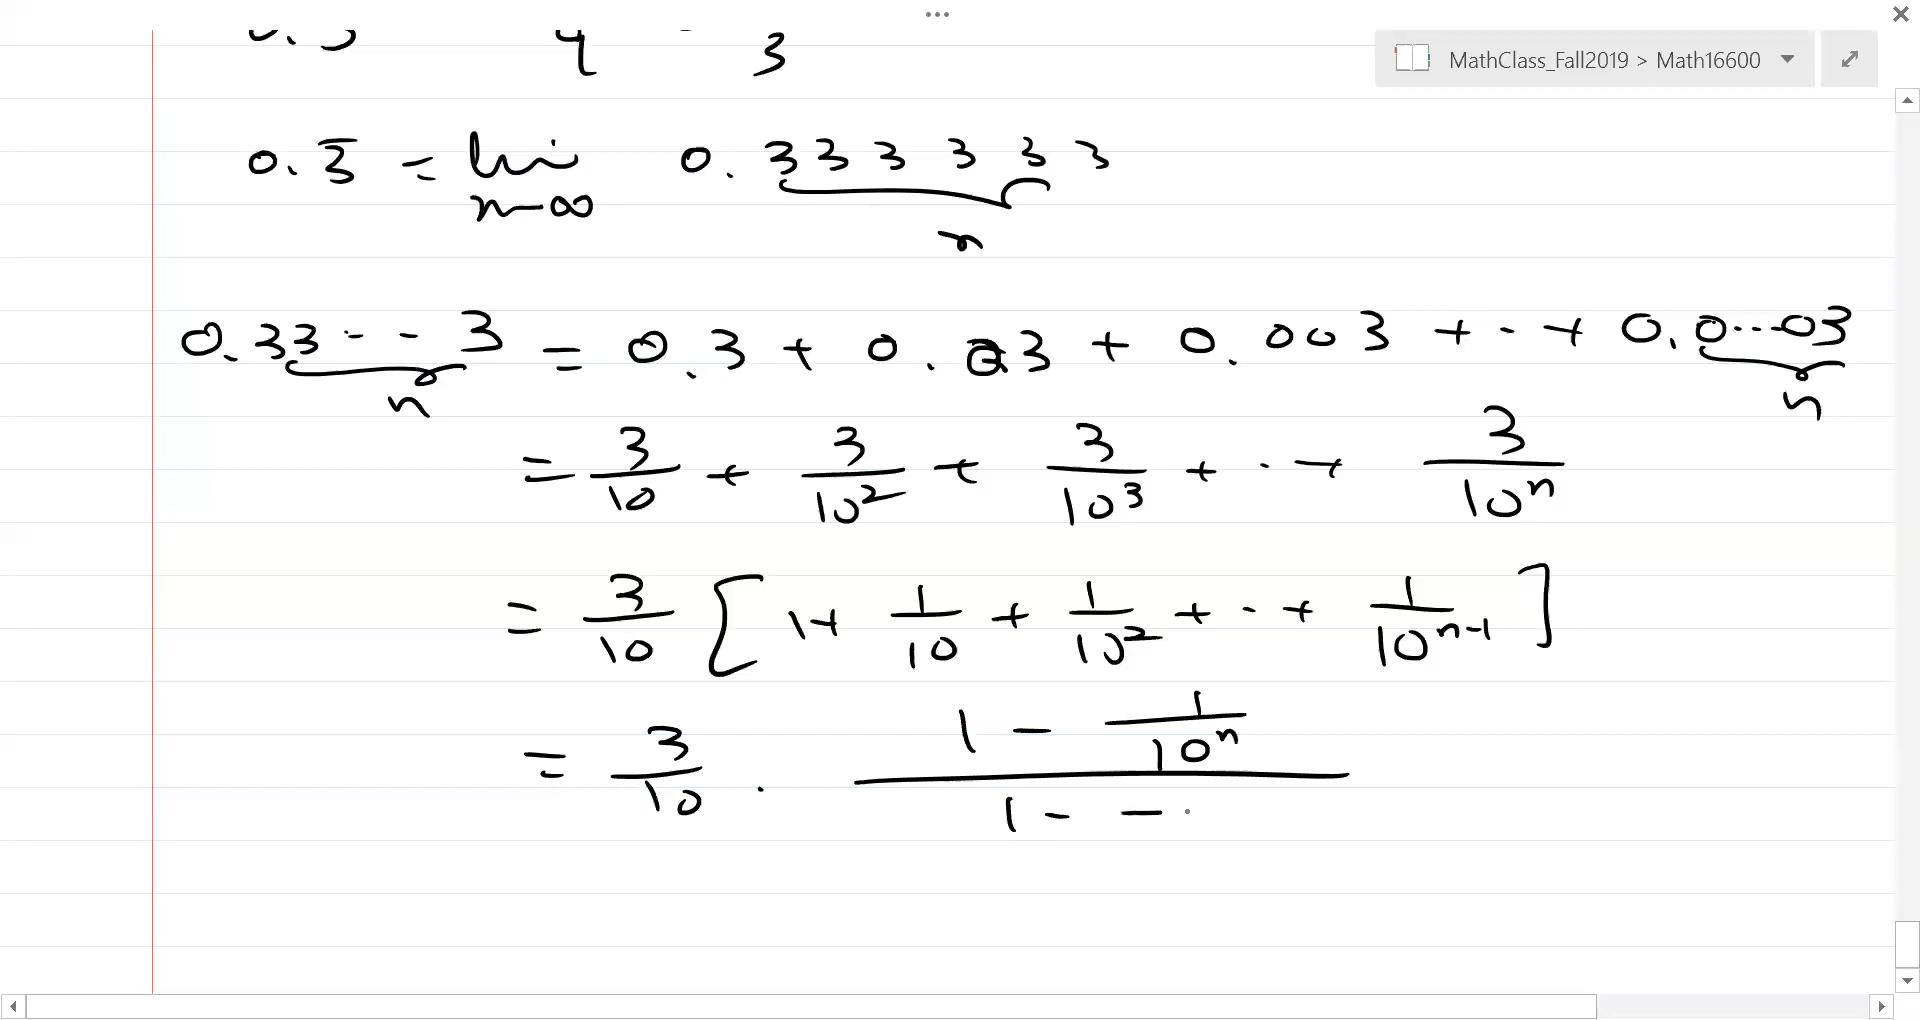 MathClass_Fall2019 > Math16600
3
0.3̅ = lim 0.333333
n→∞
n
0.33--3 = 0.3 + 0.03 + 0.003 + ·· + 0.0···03
n n
= 3/10 + 3/10² + 3/10³ + ·· + 3/10ⁿ
= 3/10 [1 + 1/10 + 1/10² + ·· + 1/10ⁿ⁻¹]
= 3/10 · (1 - 1/10ⁿ)/(1 - —